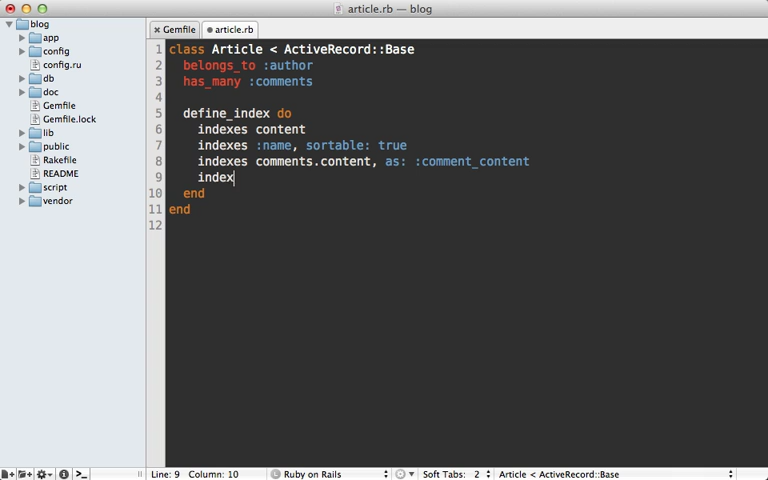 article.rb — blog
blog
app
config
config.ru
db
doc
Gemfile
Gemfile.lock
lib
public
Rakefile
README
script
vendor
Gemfile
article.rb
1 class Article < ActiveRecord::Base
2 belongs_to :author
3 has_many :comments
4
5 define_index do
6 indexes content
7 indexes :name, sortable: true
8 indexes comments.content, as: :comment_content
9 index
10 end
11 end
12
Line: 9 Column: 10 Ruby on Rails Soft Tabs: 2 Article < ActiveRecord::Base